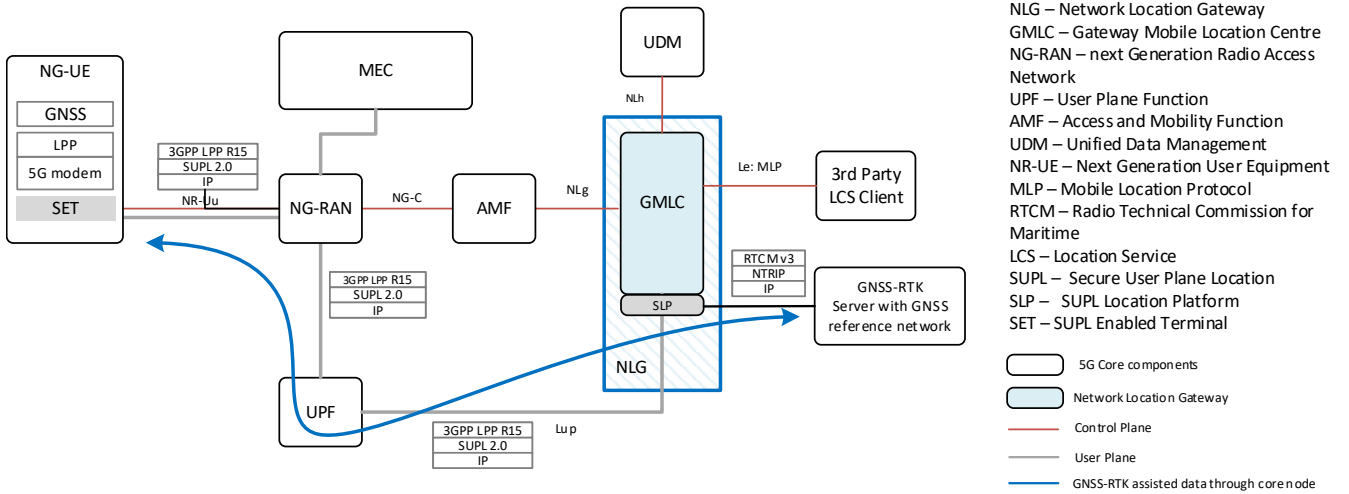 NG-UE
GNSS
LPP
5G modem
SET
MEC
3GPP LPP R15
SUPL 2.0
IP
NR-Uu
NG-RAN
NG-C
AMF
NLg
UDM
NLh
GMLC
Le: MLP
3rd Party
LCS Client
SLP
NLG
RTCM v3
NTRIP
IP
GNSS-RTK
Server with GNSS
reference network
3GPP LPP R15
SUPL 2.0
IP
UPF
3GPP LPP R15
SUPL 2.0
IP
Lup
NLG – Network Location Gateway
GMLC – Gateway Mobile Location Centre
NG-RAN – next Generation Radio Access
Network
UPF – User Plane Function
AMF – Access and Mobility Function
UDM – Unified Data Management
NR-UE – Next Generation User Equipment
MLP – Mobile Location Protocol
RTCM – Radio Technical Commission for
Maritime
LCS – Location Service
SUPL – Secure User Plane Location
SLP – SUPL Location Platform
SET – SUPL Enabled Terminal
5G Core components
Network Location Gateway
Control Plane
User Plane
GNSS-RTK assisted data through core node